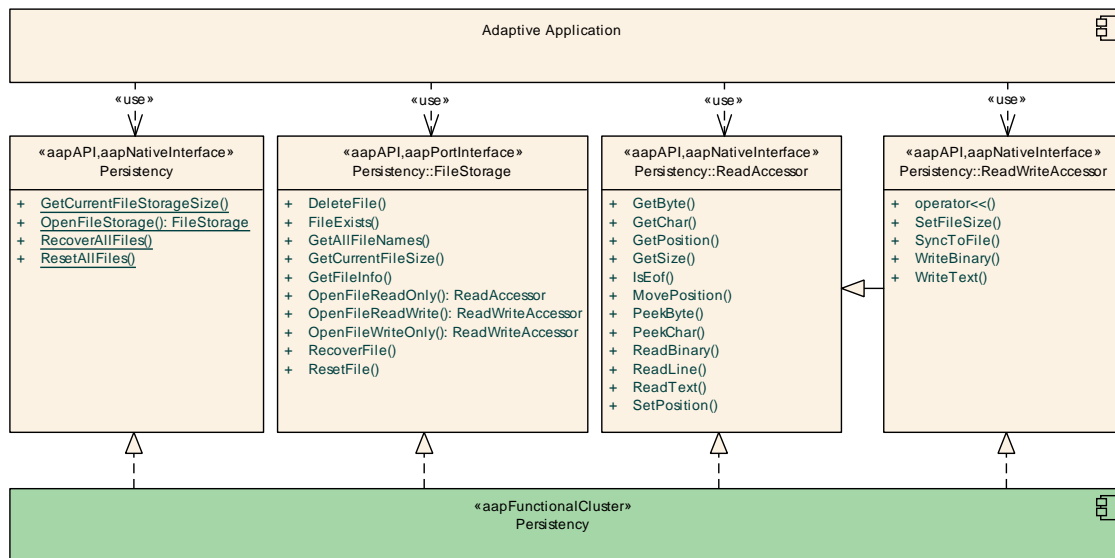 Adaptive Application
«use»
«use»
«use»
«use»
«aapAPI,aapNativeInterface»
Persistency
+ GetCurrentFileStorageSize()
+ OpenFileStorage(): FileStorage
+ RecoverAllFiles()
+ ResetAllFiles()
«aapAPI,aapPortInterface»
Persistency::FileStorage
+ DeleteFile()
+ FileExists()
+ GetAllFileNames()
+ GetCurrentFileSize()
+ GetFileInfo()
+ OpenFileReadOnly(): ReadAccessor
+ OpenFileReadWrite(): ReadWriteAccessor
+ OpenFileWriteOnly(): ReadWriteAccessor
+ RecoverFile()
+ ResetFile()
«aapAPI,aapNativeInterface»
Persistency::ReadAccessor
+ GetByte()
+ GetChar()
+ GetPosition()
+ GetSize()
+ IsEof()
+ MovePosition()
+ PeekByte()
+ PeekChar()
+ ReadBinary()
+ ReadLine()
+ ReadText()
+ SetPosition()
«aapAPI,aapNativeInterface»
Persistency::ReadWriteAccessor
+ operator<<()
+ SetFileSize()
+ SyncToFile()
+ WriteBinary()
+ WriteText()
«aapFunctionalCluster»
Persistency